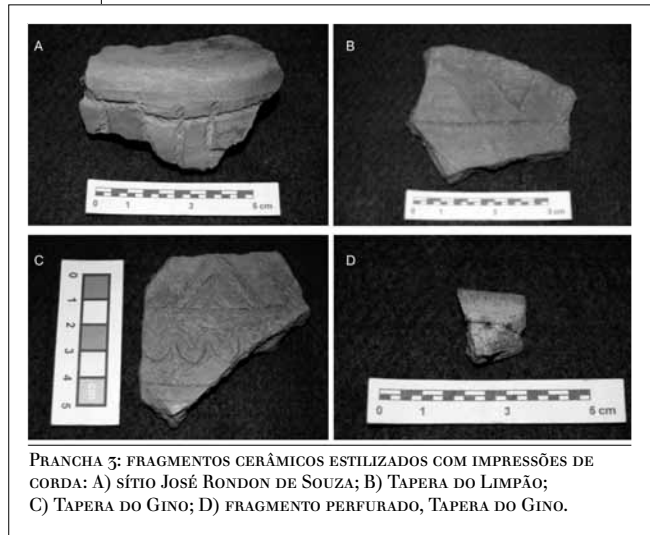 A
0 1 3 5 cm
B
0 1 3 5 cm
C
0 1 2 3 4 5
cm
D
0 1 3 5 cm
Prancha 3: fragmentos cerâmicos estilizados com impressões de
corda: A) sítio José Rondon de Souza; B) Tapera do Limpão;
C) Tapera do Gino; D) fragmento perfurado, Tapera do Gino.